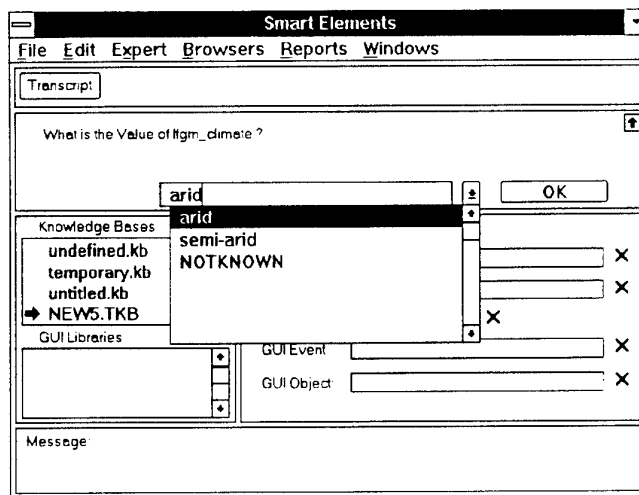 Smart Elements
File Edit Expert Browsers Reports Windows
Transcript
What is the Value of ffgm_climate ?
arid
OK
arid
semi-arid
NOTKNOWN
Knowledge Bases
undefined.kb
temporary.kb
untitled.kb
NEW5.TKB
GUI Libraries
GUI Event
GUI Object
Message: